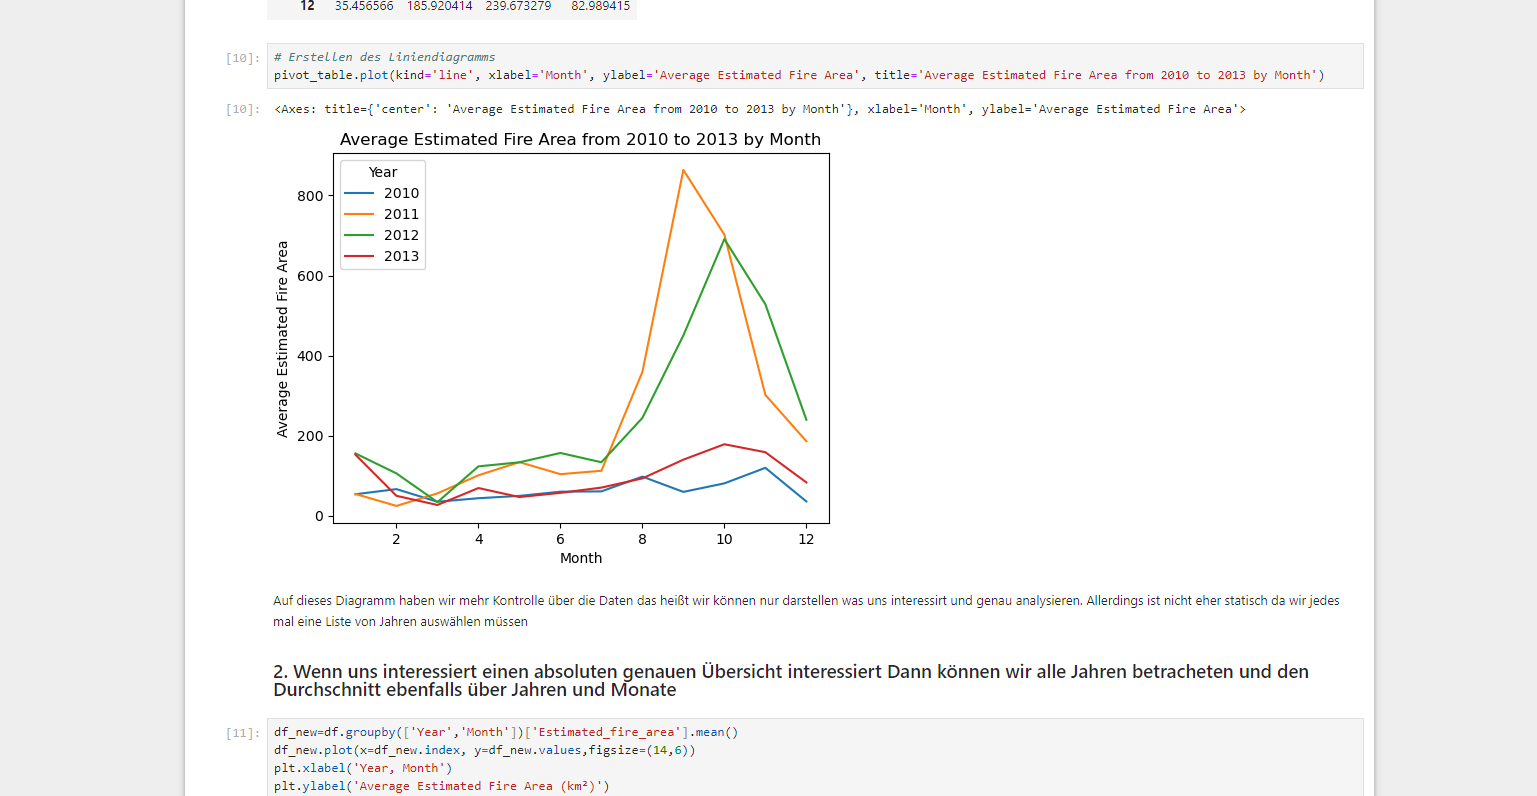 12 35.456566 185.920414 239.673279 82.989415
[10]: # Erstellen des Liniendiagramms
pivot_table.plot(kind='line', xlabel='Month', ylabel='Average Estimated Fire Area', title='Average Estimated Fire Area from 2010 to 2013 by Month')
[10]: <Axes: title={'center': 'Average Estimated Fire Area from 2010 to 2013 by Month'}, xlabel='Month', ylabel='Average Estimated Fire Area'>
Average Estimated Fire Area from 2010 to 2013 by Month
Year
2010
2011
2012
2013
800
600
400
200
0
Average Estimated Fire Area
2 4 6 8 10 12
Month
Auf dieses Diagramm haben wir mehr Kontrolle über die Daten das heißt wir können nur darstellen was uns interessirt und genau analysieren. Allerdings ist nicht eher statisch da wir jedes
mal eine Liste von Jahren auswählen müssen
2. Wenn uns interessiert einen absoluten genauen Übersicht interessiert Dann können wir alle Jahren betracheten und den
Durchschnitt ebenfalls über Jahren und Monate
[11]: df_new=df.groupby(['Year','Month'])['Estimated_fire_area'].mean()
df_new.plot(x=df_new.index, y=df_new.values,figsize=(14,6))
plt.xlabel('Year, Month')
plt.ylabel('Average Estimated Fire Area (km²)')